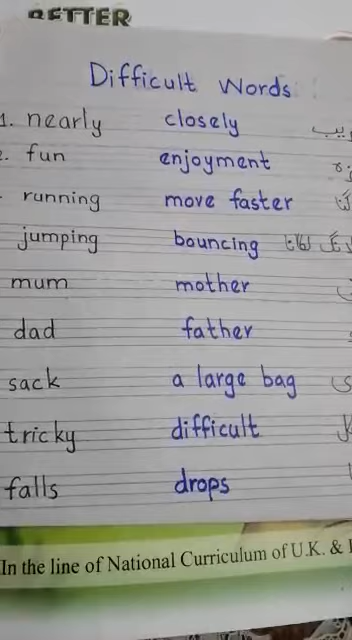 BETTER
Difficult Words
1. nearly closely
fun enjoyment
running move faster
jumping bouncing لگانا
mum mother
dad father
sack a large bag
tricky difficult
falls drops
In the line of National Curriculum of U.K. &